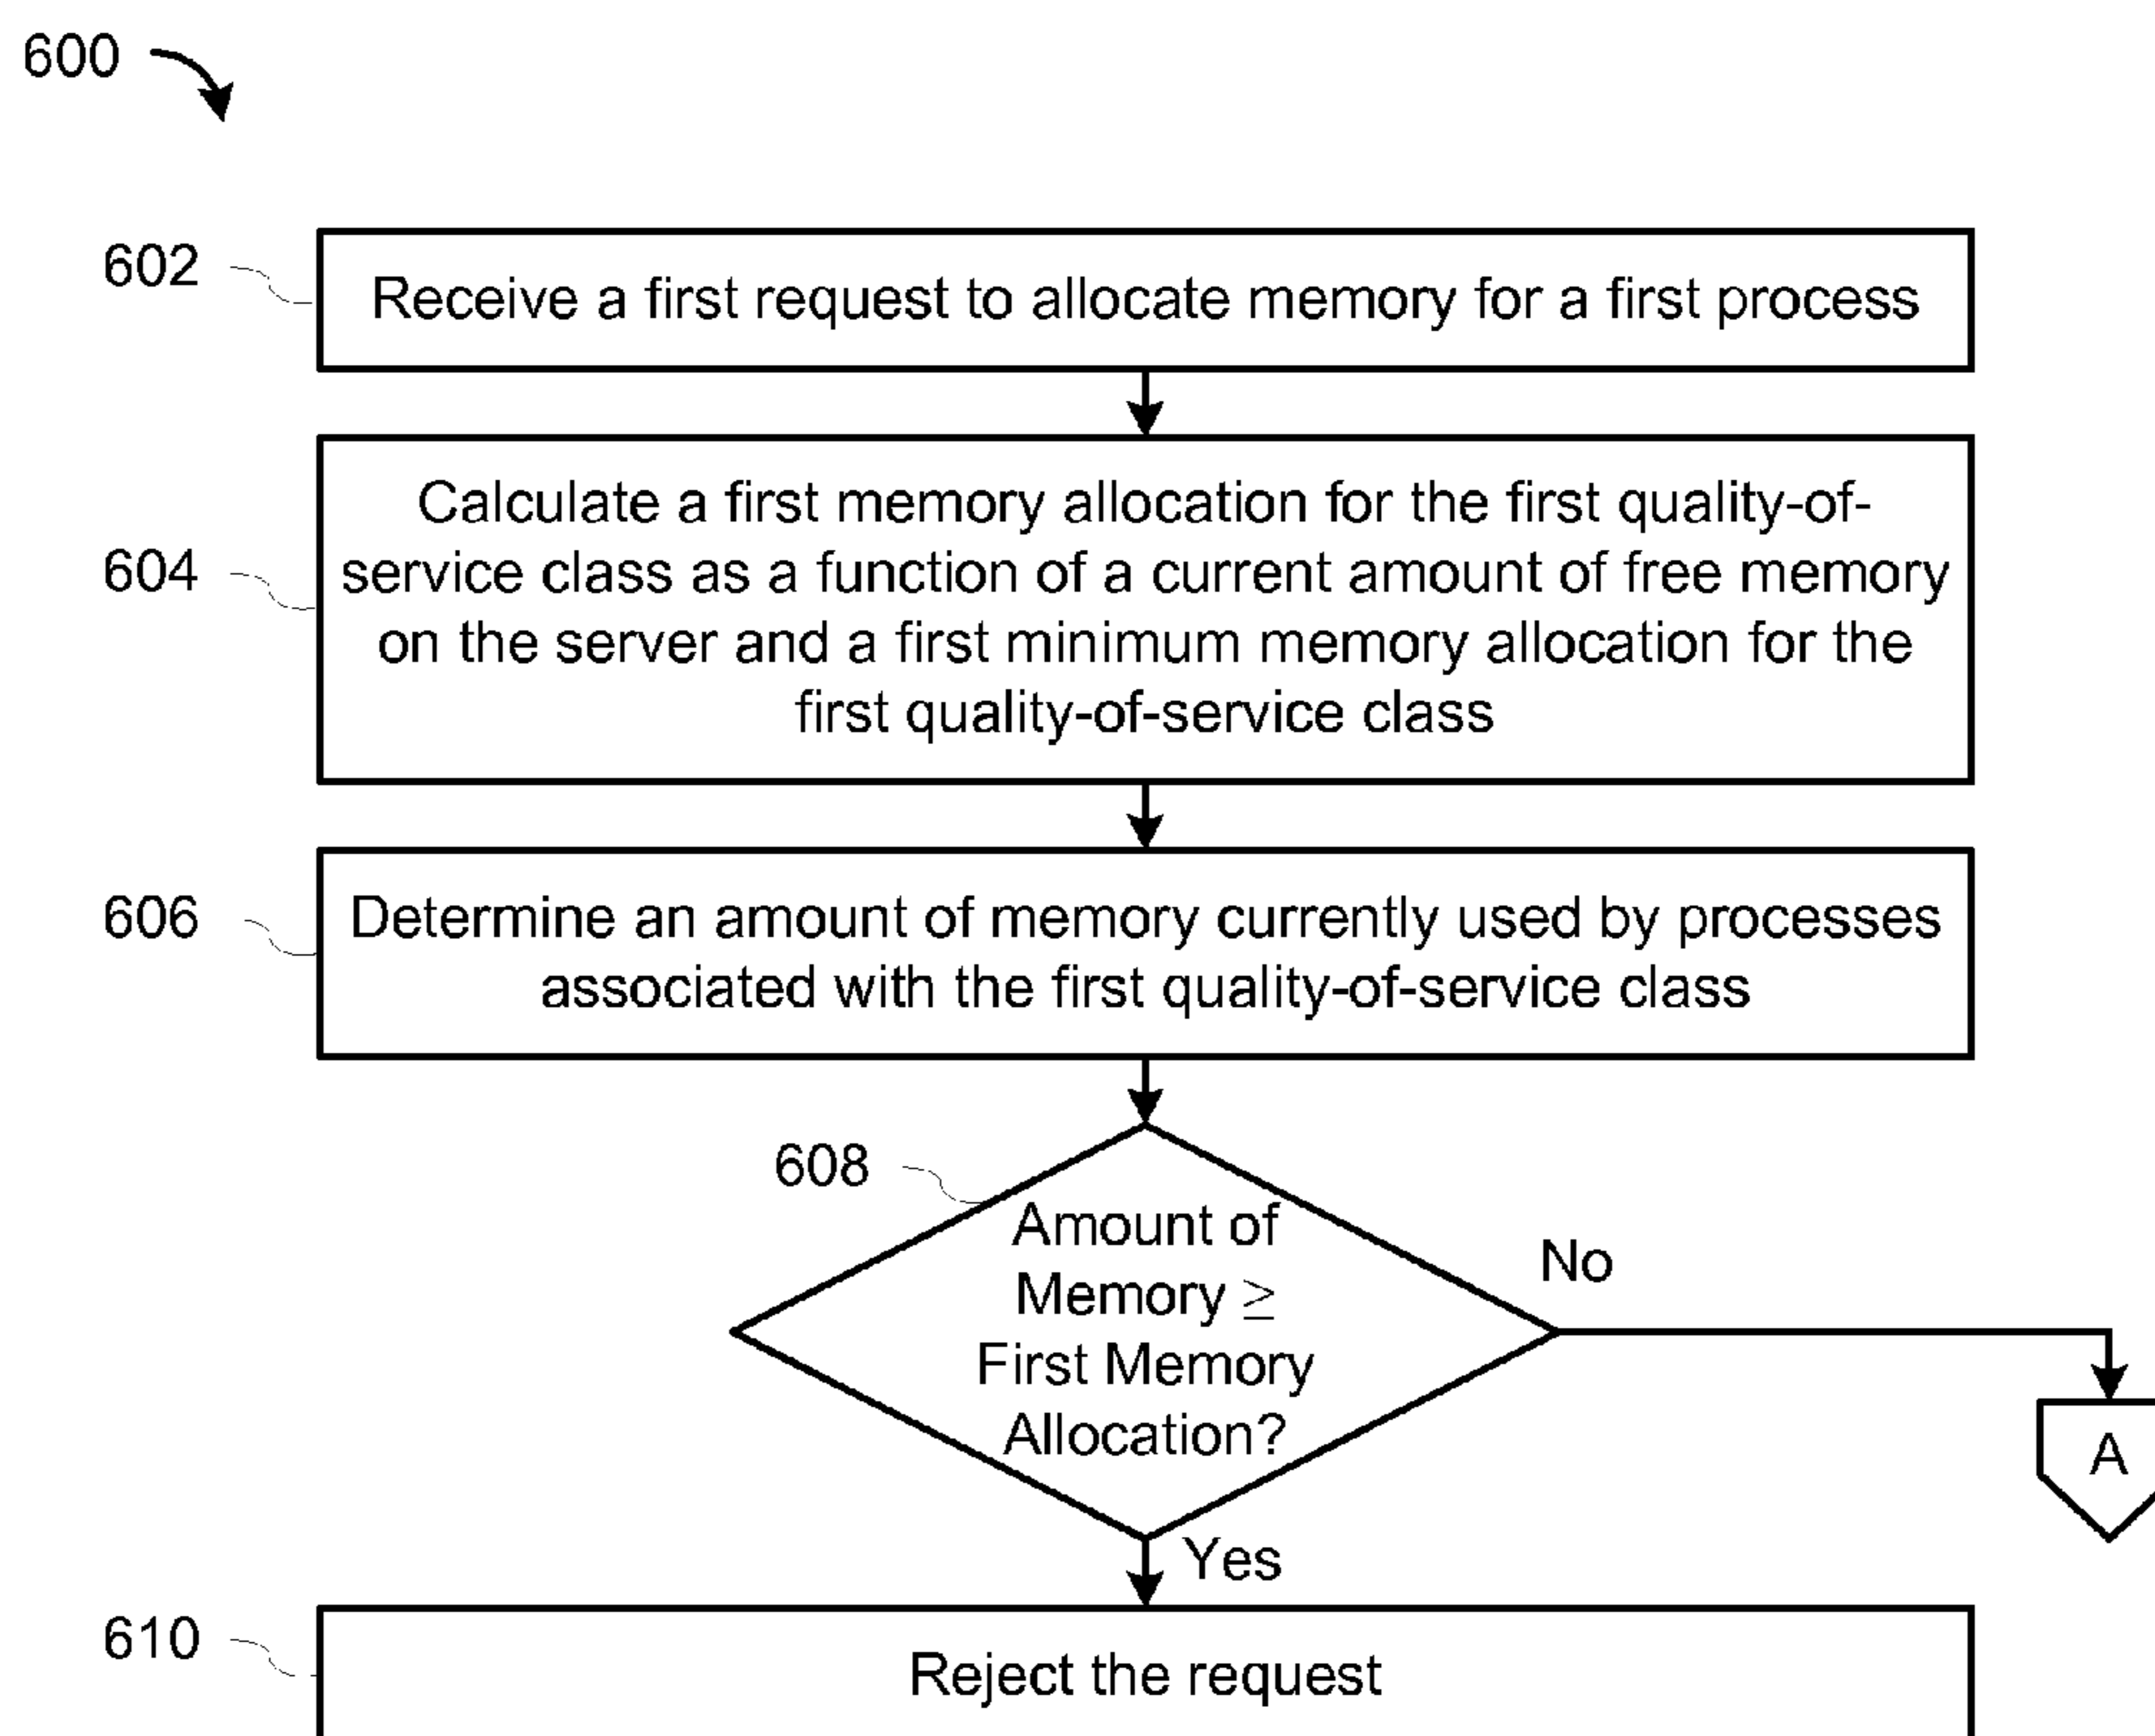 600
602
Receive a first request to allocate memory for a first process
604
Calculate a first memory allocation for the first quality-of-
service class as a function of a current amount of free memory
on the server and a first minimum memory allocation for the
first quality-of-service class
606
Determine an amount of memory currently used by processes
associated with the first quality-of-service class
608
Amount of
Memory ≥
First Memory
Allocation?
No
A
Yes
610
Reject the request